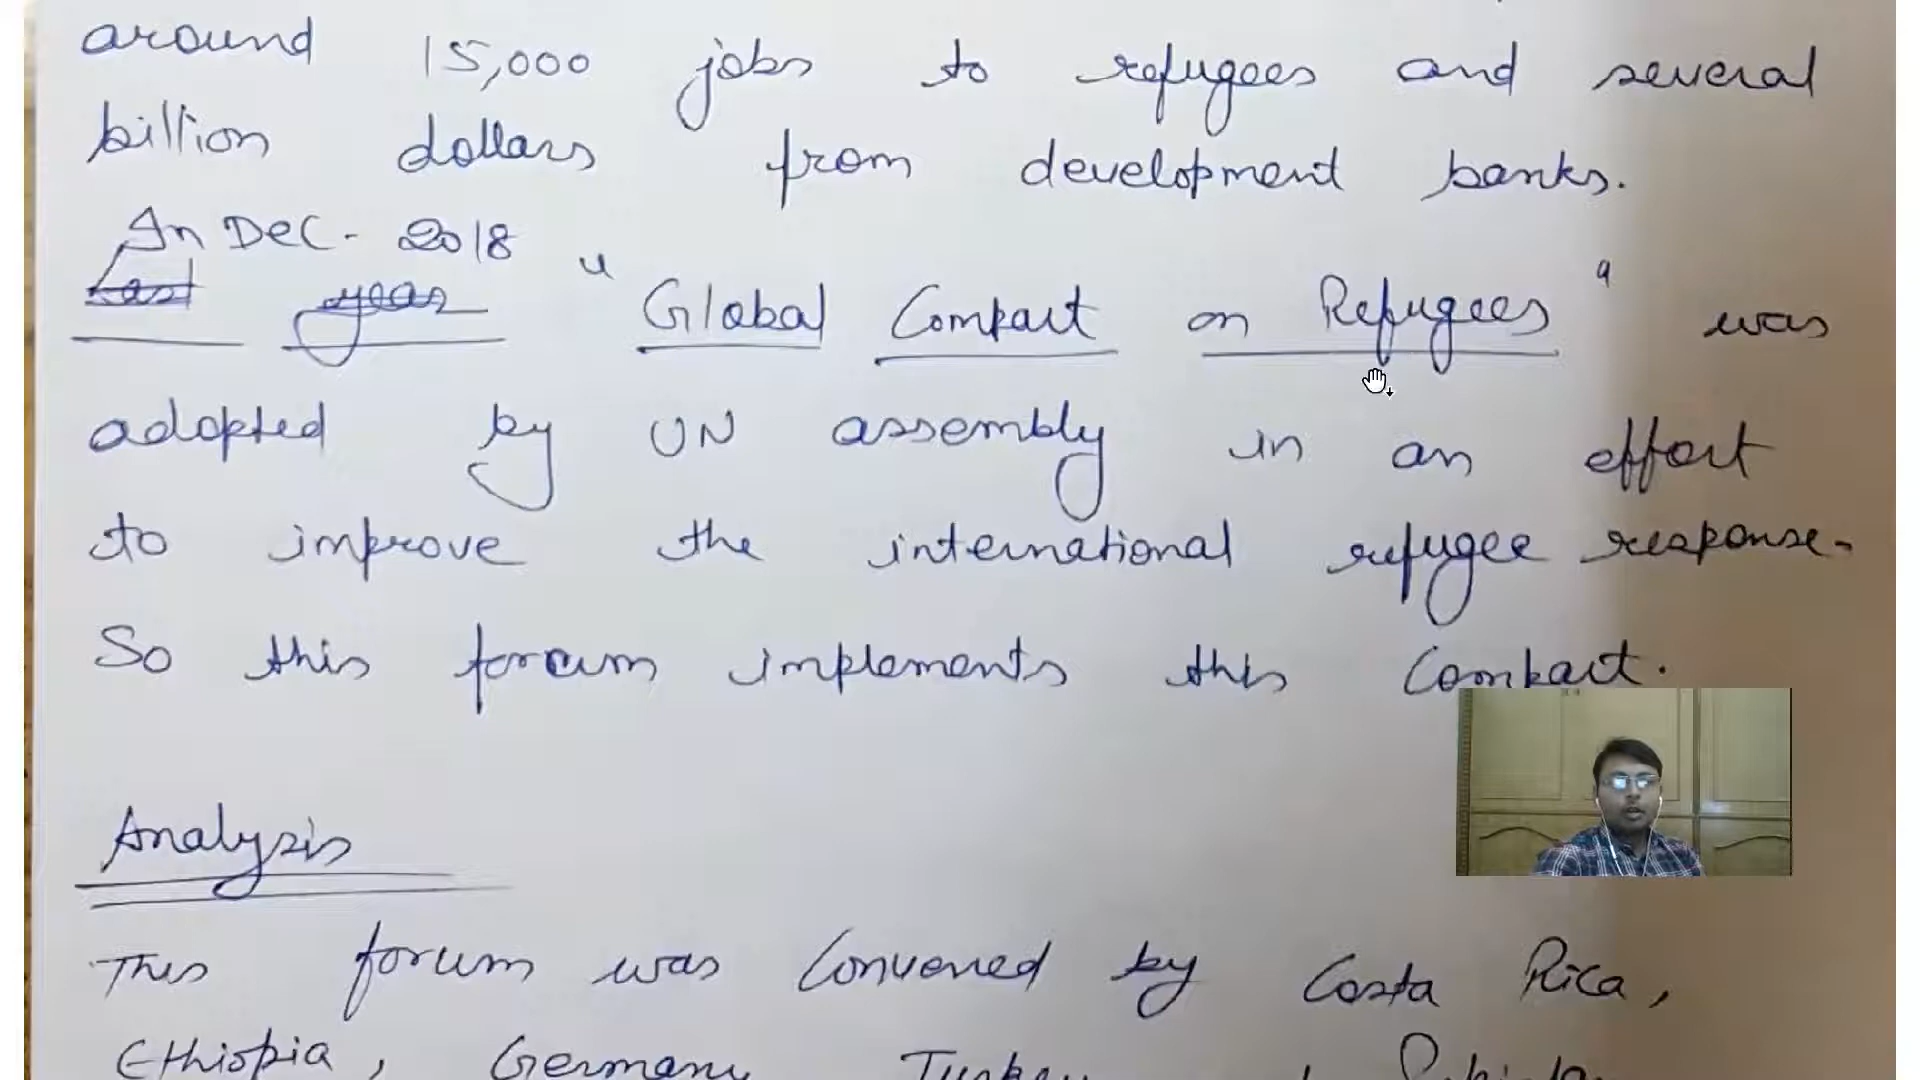 around 15,000 jobs to refugees and several
billion dollars from development banks.
In Dec - 2018
Last year "Global Compact on Refugees" was
adopted by UN assembly in an effort
to improve the international refugee response.
So this forum implements this Compact.
Analysis
This forum was convened by Costa Rica,
Ethiopia, Germany Turkey